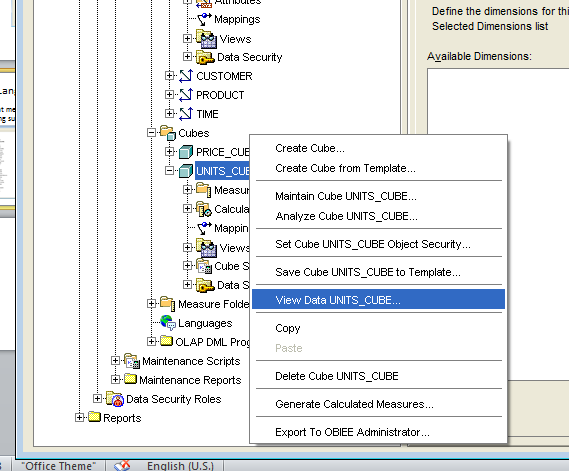 Attributes
Mappings
Views
Data Security
CUSTOMER
PRODUCT
TIME
Cubes
PRICE_CUB
UNITS_CUB
Measur
Calcula
Mapping
Views
Cube S
Data S
Measure Folde
Languages
OLAP DML Prog
Maintenance Scripts
Maintenance Reports
Data Security Roles
Reports
Define the dimensions for thi
Selected Dimensions list
Available Dimensions:
Create Cube...
Create Cube from Template...
Maintain Cube UNITS_CUBE...
Analyze Cube UNITS_CUBE...
Set Cube UNITS_CUBE Object Security...
Save Cube UNITS_CUBE to Template...
View Data UNITS_CUBE...
Copy
Paste
Delete Cube UNITS_CUBE
Generate Calculated Measures...
Export To OBIEE Administrator...
"Office Theme"
English (U.S.)